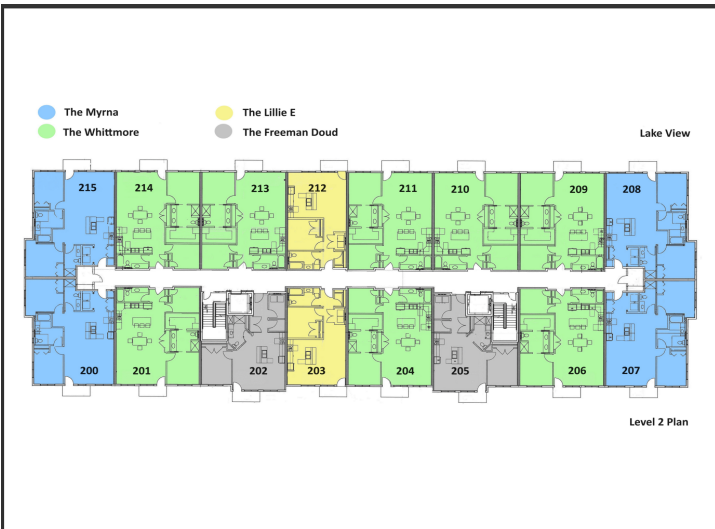 The Myrna
The Lillie E
The Whittmore
The Freeman Doud
Lake View
215 214 213 212 211 210 209 208
200 201 202 203 204 205 206 207
Level 2 Plan